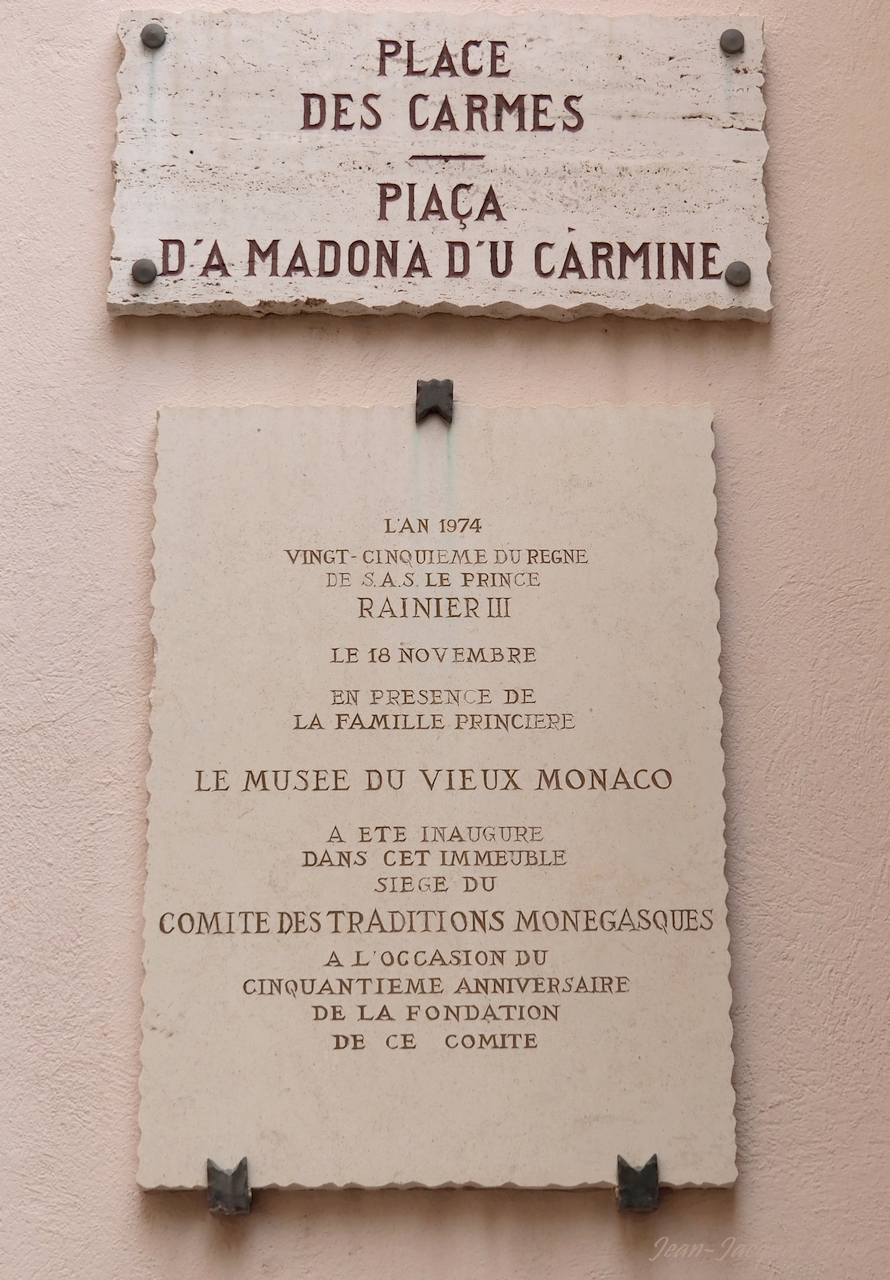 PLACE
DES CARMES
PIAÇA
D'A MADONA D'U CARMINE
L'AN 1974
VINGT-CINQUIEME DU REGNE
DE S.A.S. LE PRINCE
RAINIER III
LE 18 NOVEMBRE
EN PRESENCE DE
LA FAMILLE PRINCIERE
LE MUSEE DU VIEUX MONACO
A ETE INAUGURE
DANS CET IMMEUBLE
SIEGE DU
COMITE DES TRADITIONS MONEGASQUES
A L'OCCASION DU
CINQUANTIEME ANNIVERSAIRE
DE LA FONDATION
DE CE COMITE